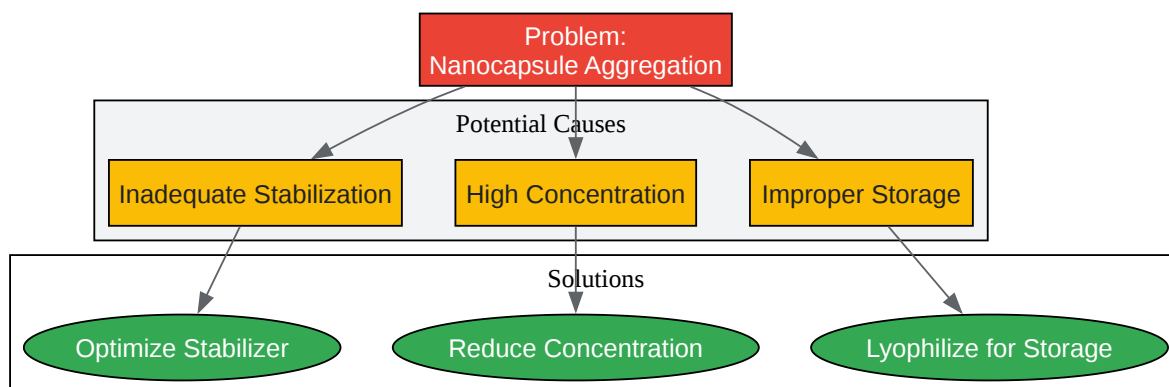 Problem:
Nanocapsule Aggregation
Potential Causes
Inadequate Stabilization
High Concentration
Improper Storage
Solutions
Optimize Stabilizer
Reduce Concentration
Lyophilize for Storage